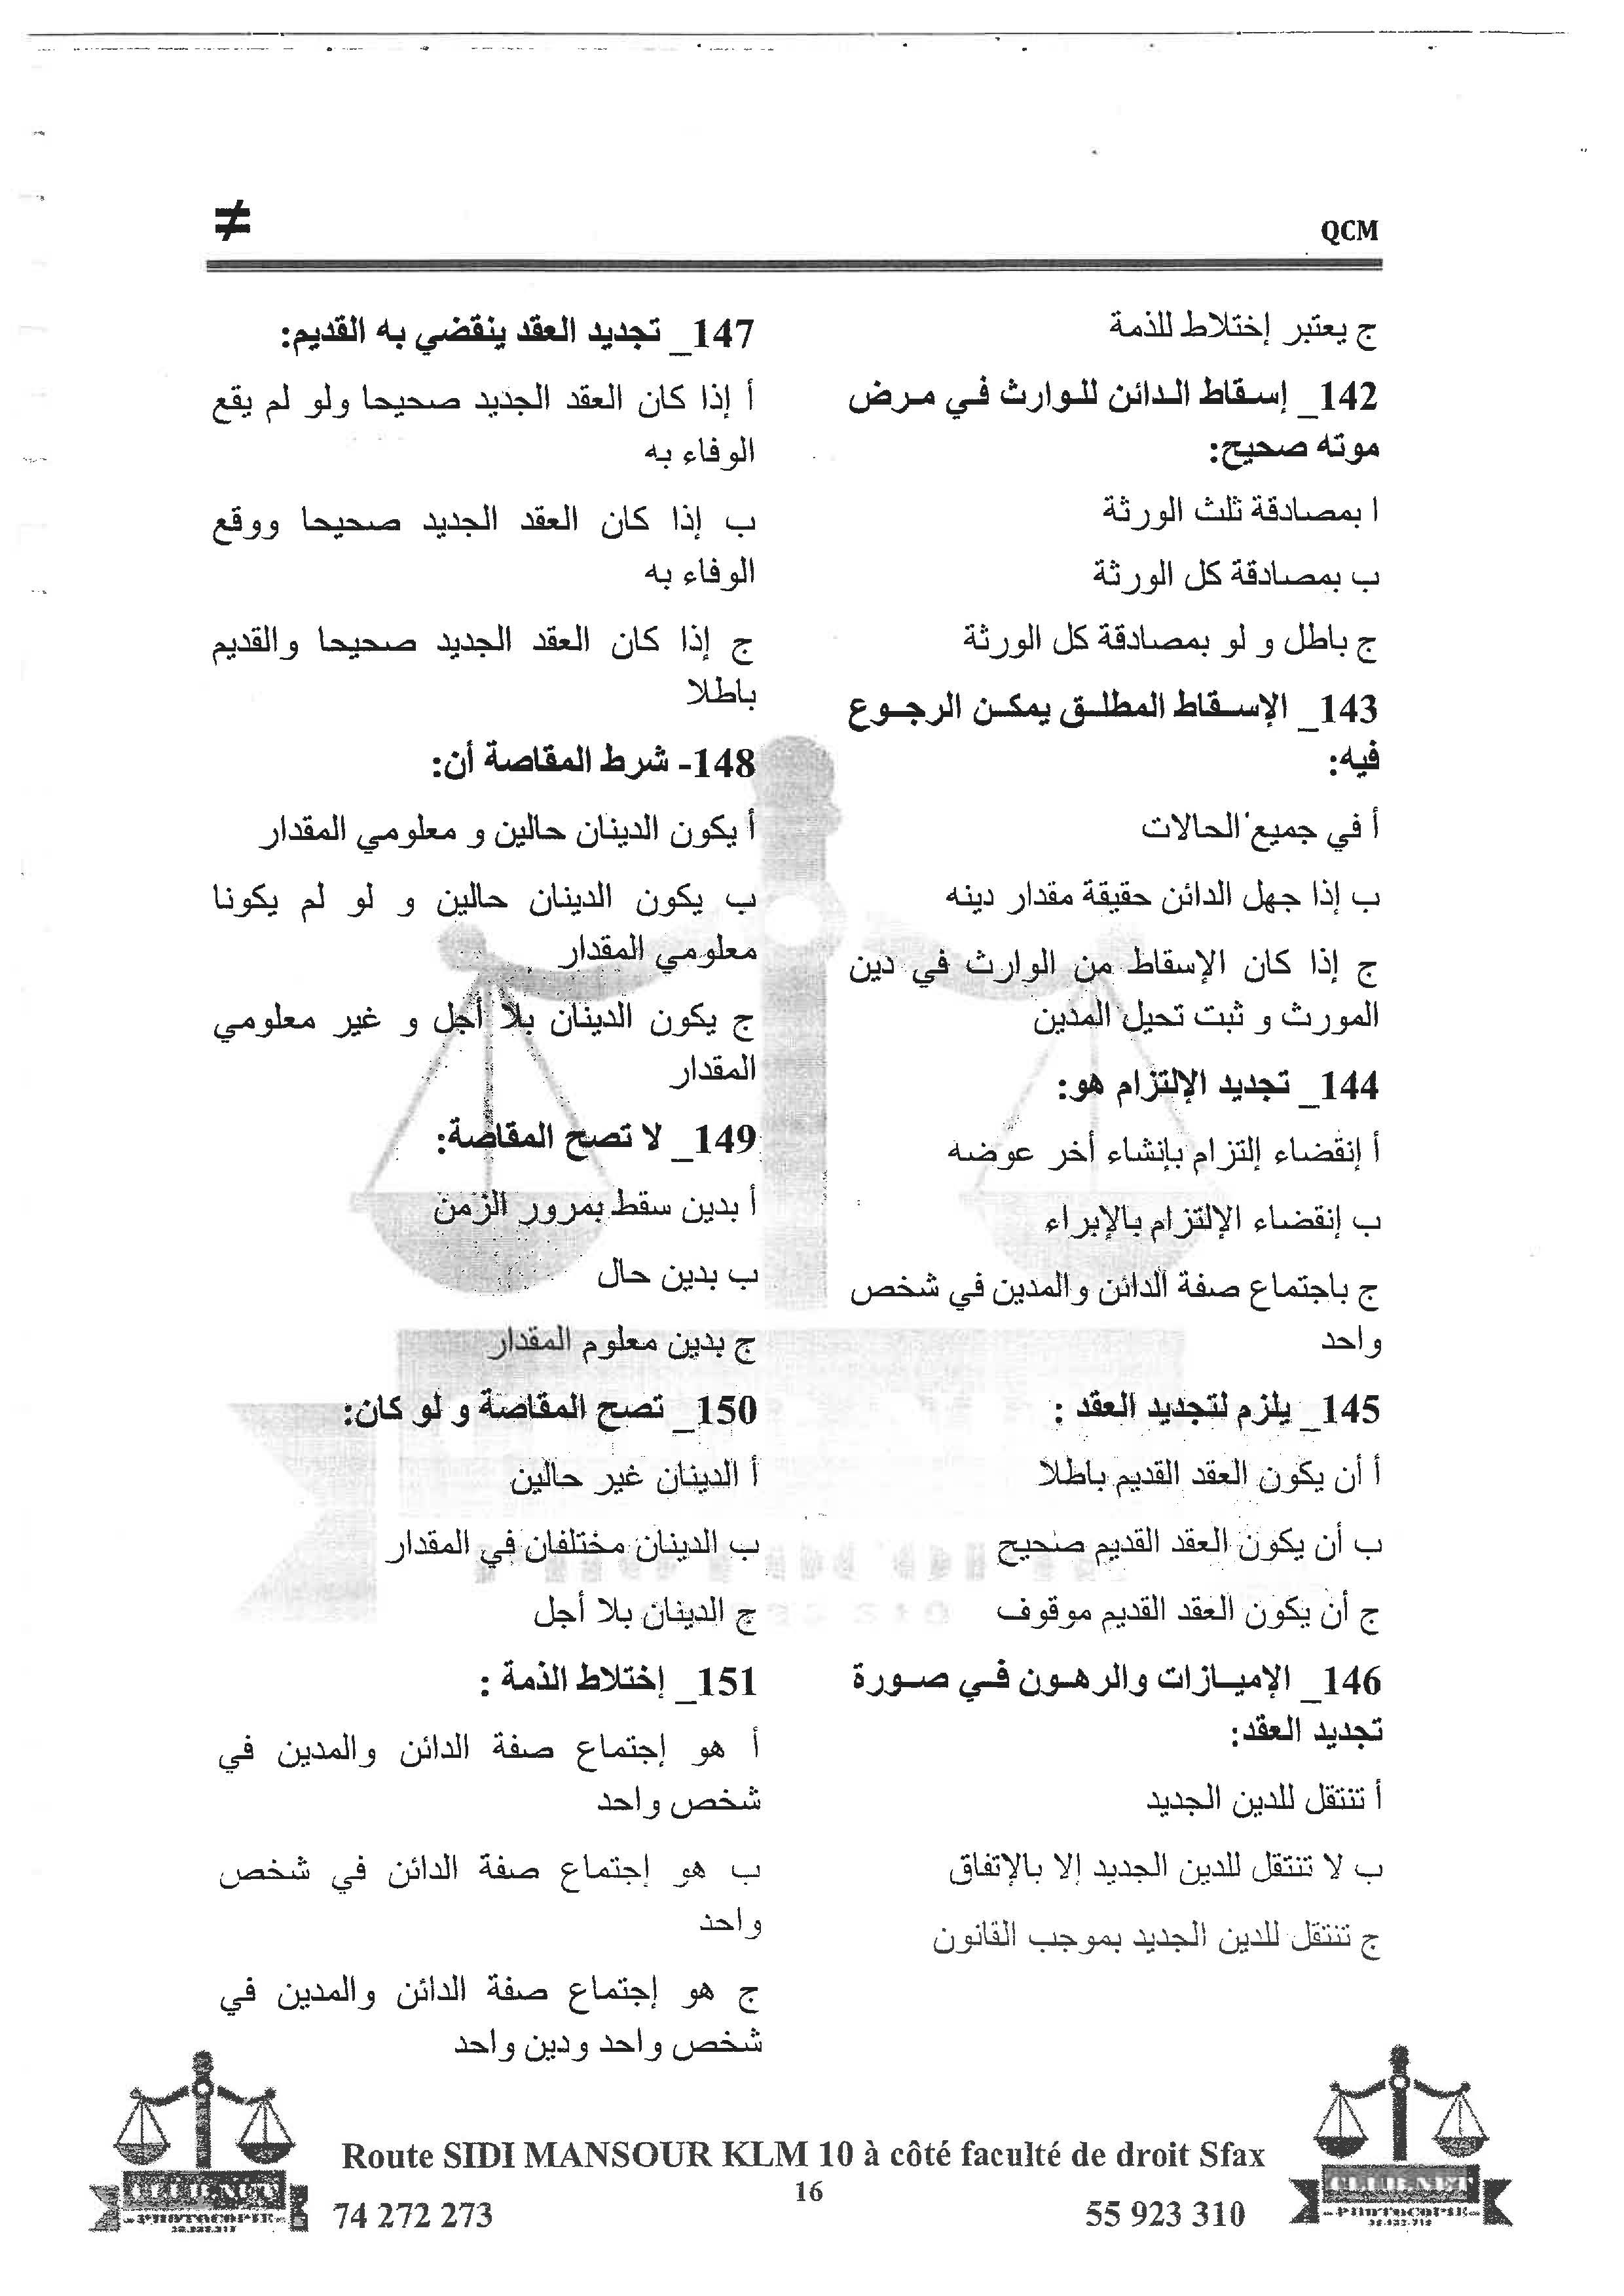 QCM
≠
ج يعتبر إختلاط للذمة
142_ إسقاط الدائن للوارث في مرض
موته صحيح:
ا بمصادقة ثلث الورثة
ب بمصادقة كل الورثة
ج باطل و لو بمصادقة كل الورثة
143_ الإسقاط المطلق يمكن الرجوع
فيه:
أ في جميع الحالات
ب إذا جهل الدائن حقيقة مقدار دينه
ج إذا كان الإسقاط من الوارث في دين
المورث و ثبت تحيل المدين
144_ تجديد الإلتزام هو:
أ إنقضاء إلتزام بإنشاء أخر عوضه
ب إنقضاء الإلتزام بالإبراء
ج باجتماع صفة الدائن والمدين في شخص
واحد
145_ يلزم لتجديد العقد :
أ أن يكون العقد القديم باطلا
ب أن يكون العقد القديم صحيح
ج أن يكون العقد القديم موقوف
146_ الإميازات والرهون في صورة
تجديد العقد:
أ تنتقل للدين الجديد
ب لا تنتقل للدين الجديد إلا بالإتفاق
ج تنتقل للدين الجديد بموجب القانون
147_ تجديد العقد ينقضي به القديم:
أ إذا كان العقد الجديد صحيحا ولو لم يقع
الوفاء به
ب إذا كان العقد الجديد صحيحا ووقع
الوفاء به
ج إذا كان العقد الجديد صحيحا والقديم
باطلا
148- شرط المقاصة أن:
أ يكون الدينان حالين و معلومي المقدار
ب يكون الدينان حالين و لو لم يكونا
معلومي المقدار
ج يكون الدينان بلا أجل و غير معلومي
المقدار
149_ لا تصح المقاصة:
أ بدين سقط بمرور الزمن
ب بدين حال
ج بدين معلوم المقدار
150_ تصح المقاصة و لو كان:
أ الدينان غير حالين
ب الدينان مختلفان في المقدار
ج الدينان بلا أجل
151_ إختلاط الذمة :
أ هو إجتماع صفة الدائن والمدين في
شخص واحد
ب هو إجتماع صفة الدائن في شخص
واحد
ج هو إجتماع صفة الدائن والمدين في
شخص واحد ودين واحد
Route SIDI MANSOUR KLM 10 à côté faculté de droit Sfax
16
74 272 273
55 923 310
PHOTOCOPIE
PHOTOCOPIE